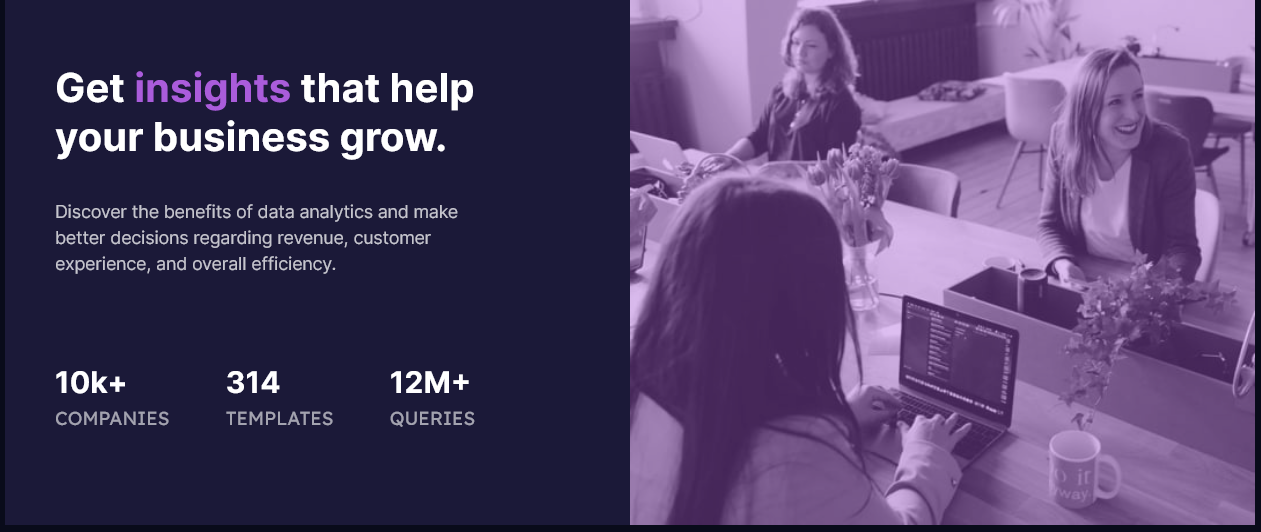 Get insights that help
your business grow.
Discover the benefits of data analytics and make
better decisions regarding revenue, customer
experience, and overall efficiency.
10k+ 314 12M+
COMPANIES TEMPLATES QUERIES